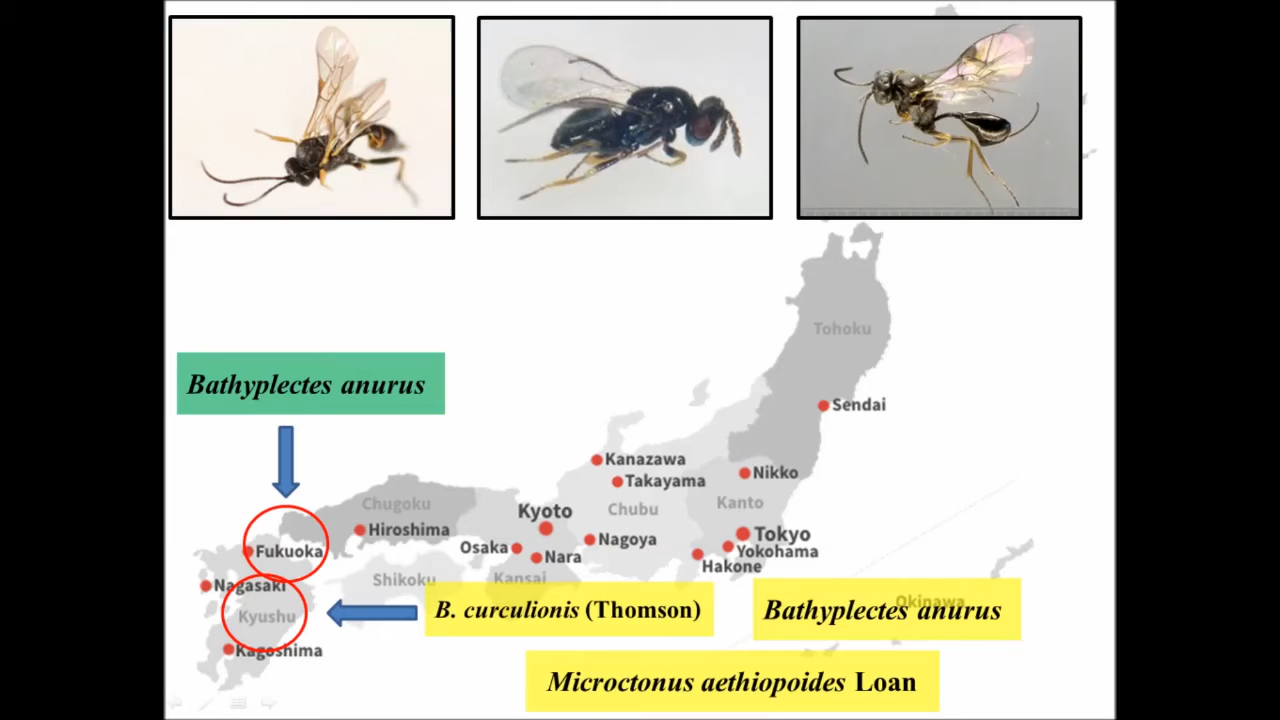 Tohoku
Bathyplectes anurus
Sendai
Kanazawa
Takayama
Nikko
Chugoku
Chubu
Kanto
Kyoto
Hiroshima
Tokyo
Osaka
Nagoya
Yokohama
Fukuoka
Nara
Hakone
Nagasaki
Shikoku
Kansai
Okinawa
B. curculionis (Thomson)
Bathyplectes anurus
Kyushu
Kagoshima
Microctonus aethiopoides Loan